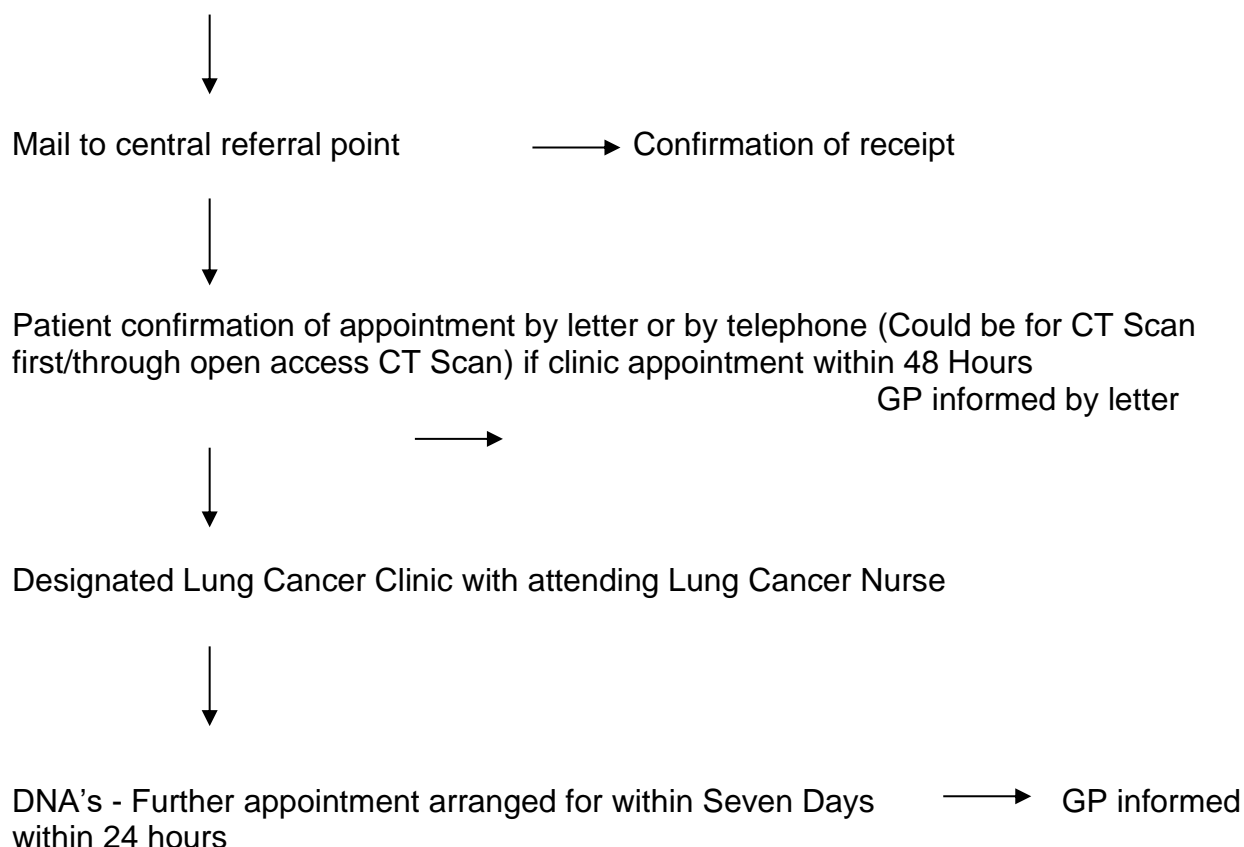 Mail to central referral point Confirmation of receipt
Patient confirmation of appointment by letter or by telephone (Could be for CT Scan
first/through open access CT Scan) if clinic appointment within 48 Hours
GP informed by letter
Designated Lung Cancer Clinic with attending Lung Cancer Nurse
DNA's - Further appointment arranged for within Seven Days GP informed
within 24 hours